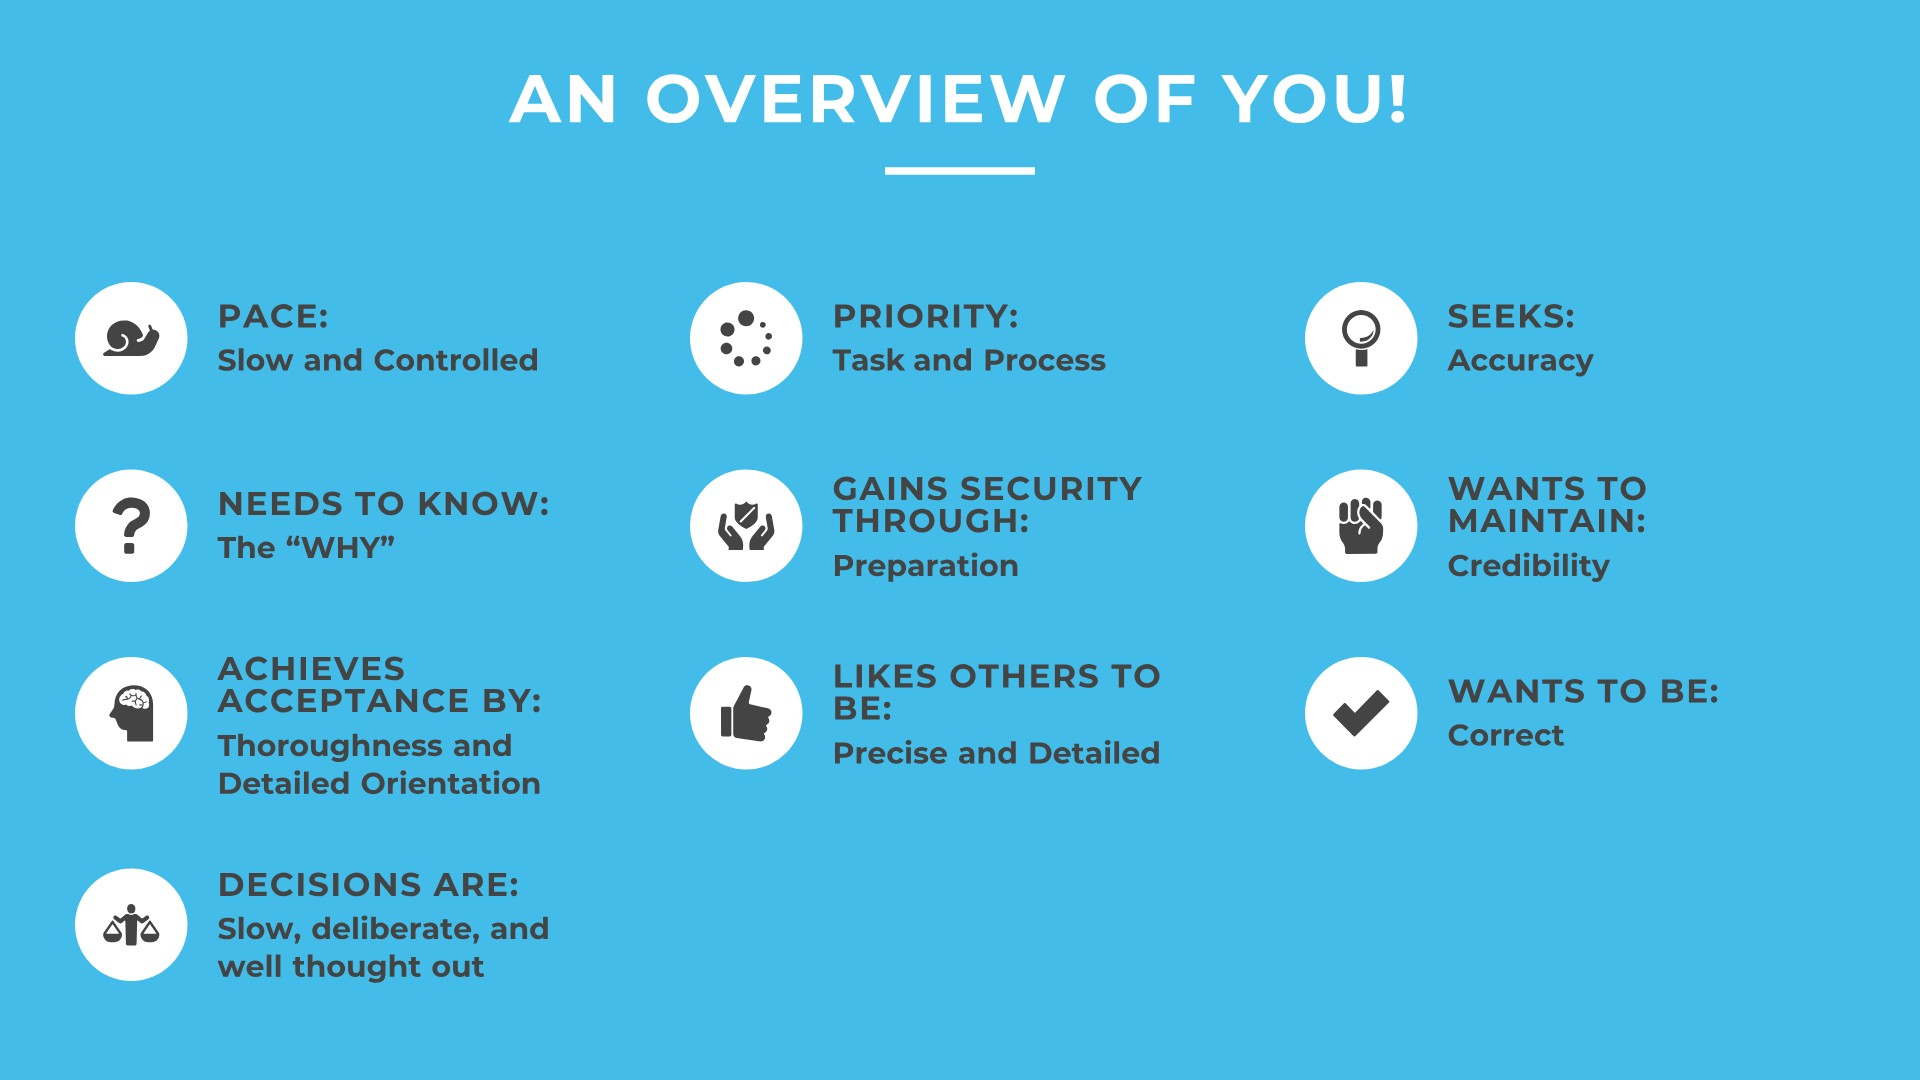 AN OVERVIEW OF YOU!
PACE:
Slow and Controlled
PRIORITY:
Task and Process
SEEKS:
Accuracy
NEEDS TO KNOW:
The “WHY”
GAINS SECURITY
THROUGH:
Preparation
WANTS TO
MAINTAIN:
Credibility
ACHIEVES
ACCEPTANCE BY:
Thoroughness and
Detailed Orientation
LIKES OTHERS TO
BE:
Precise and Detailed
WANTS TO BE:
Correct
DECISIONS ARE:
Slow, deliberate, and
well thought out